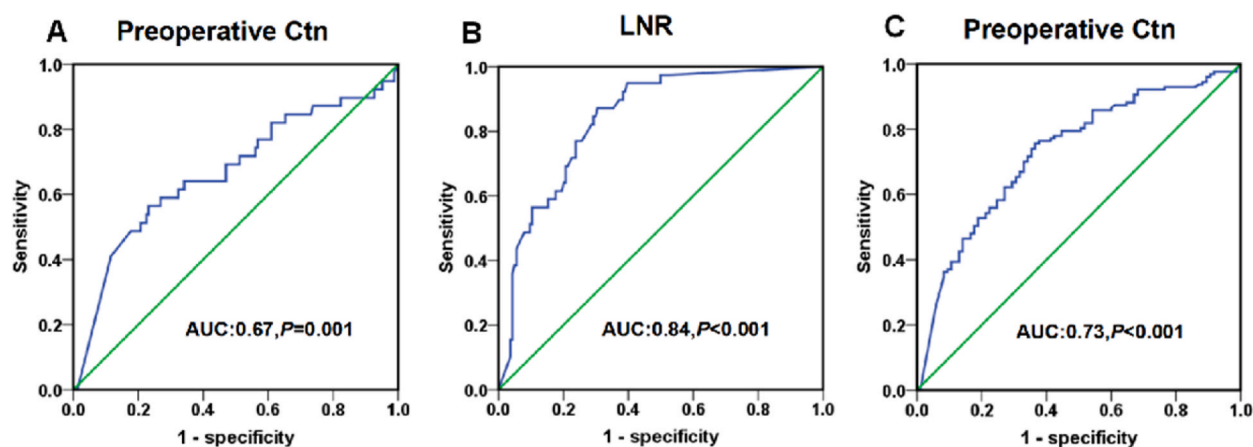 A Preoperative Ctn
1.0
0.8
0.6
0.4
0.2
0.0
Sensitivity
AUC:0.67,P=0.001
0.0 0.2 0.4 0.6 0.8 1.0
1 - specificity
B LNR
1.0
0.8
0.6
0.4
0.2
0.0
Sensitivity
AUC:0.84,P<0.001
0.0 0.2 0.4 0.6 0.8 1.0
1 - specificity
C Preoperative Ctn
1.0
0.8
0.6
0.4
0.2
0.0
Sensitivity
AUC:0.73,P<0.001
0.0 0.2 0.4 0.6 0.8 1.0
1 - specificity